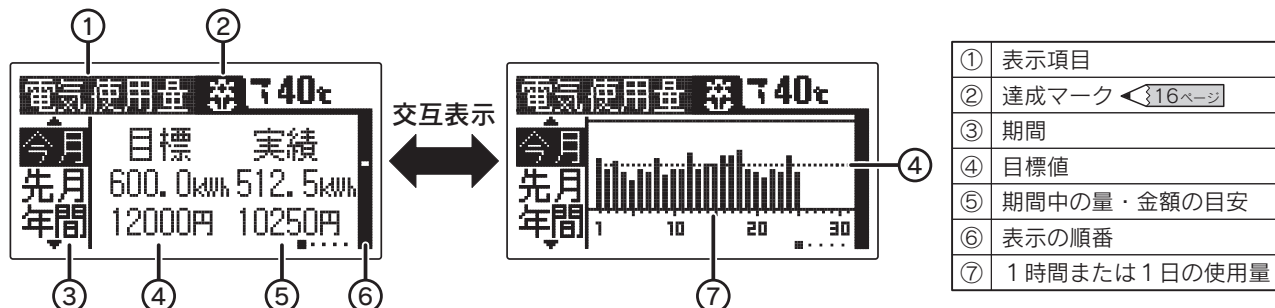 ① ②
電気使用量 40℃
今月 目標 実績
先月 600.0kWh 512.5kWh
年間 12000円 10250円
③ ④ ⑤ ⑥
交互表示
電気使用量 40℃
今月
先月
年間
1 10 20 30
④
⑦
① 表示項目
② 達成マーク 16ページ
③ 期間
④ 目標値
⑤ 期間中の量・金額の目安
⑥ 表示の順番
⑦ 1時間または1日の使用量